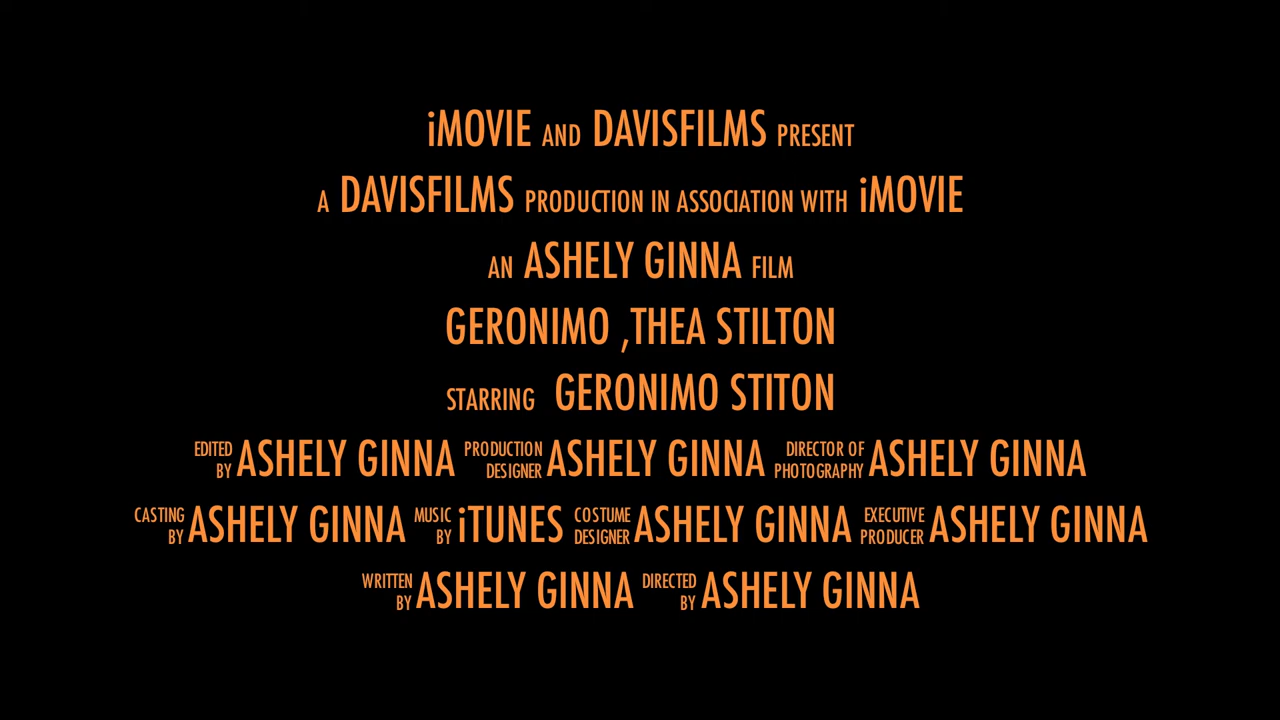 iMOVIE AND DAVISFILMS PRESENT
A DAVISFILMS PRODUCTION IN ASSOCIATION WITH iMOVIE
AN ASHELY GINNA FILM
GERONIMO ,THEA STILTON
STARRING GERONIMO STITON
EDITED BY ASHELY GINNA PRODUCTION DESIGNER ASHELY GINNA DIRECTOR OF PHOTOGRAPHY ASHELY GINNA
CASTING BY ASHELY GINNA MUSIC BY iTUNES COSTUME DESIGNER ASHELY GINNA EXECUTIVE PRODUCER ASHELY GINNA
WRITTEN BY ASHELY GINNA DIRECTED BY ASHELY GINNA